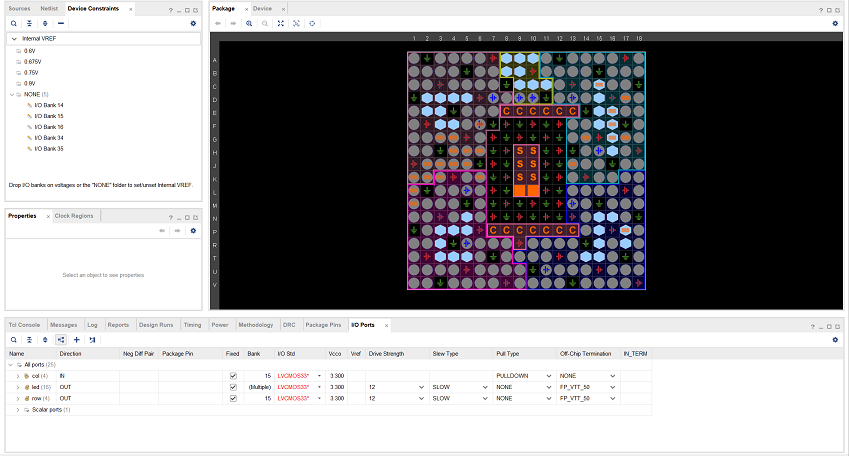 Sources Netlist Device Constraints
Internal VREF
0.6V
0.675V
0.75V
0.9V
NONE (5)
I/O Bank 14
I/O Bank 15
I/O Bank 16
I/O Bank 34
I/O Bank 35
Drop I/O banks on voltages or the "NONE" folder to set/unset Internal VREF.
Properties Clock Regions
Select an object to see properties
Package Device
1 2 3 4 5 6 7 8 9 10 11 12 13 14 15 16 17 18
A
B
C
D
E C C C C C C
F
G
H S S
J S S
K S S
L
M
N
P C C C C C C C
R
T
U
V
Tcl Console Messages Log Reports Design Runs Timing Power Methodology DRC Package Pins I/O Ports
Name Direction Neg Diff Pair Package Pin Fixed Bank I/O Std Vcco Vref Drive Strength Slew Type Pull Type Off-Chip Termination IN_TERM
All ports (25)
col (4) IN 15 LVCMOS33* 3.300 PULLDOWN NONE
led (16) OUT (Multiple) LVCMOS33* 3.300 12 SLOW NONE FP_VTT_50
row (4) OUT 15 LVCMOS33* 3.300 12 SLOW NONE FP_VTT_50
Scalar ports (1)